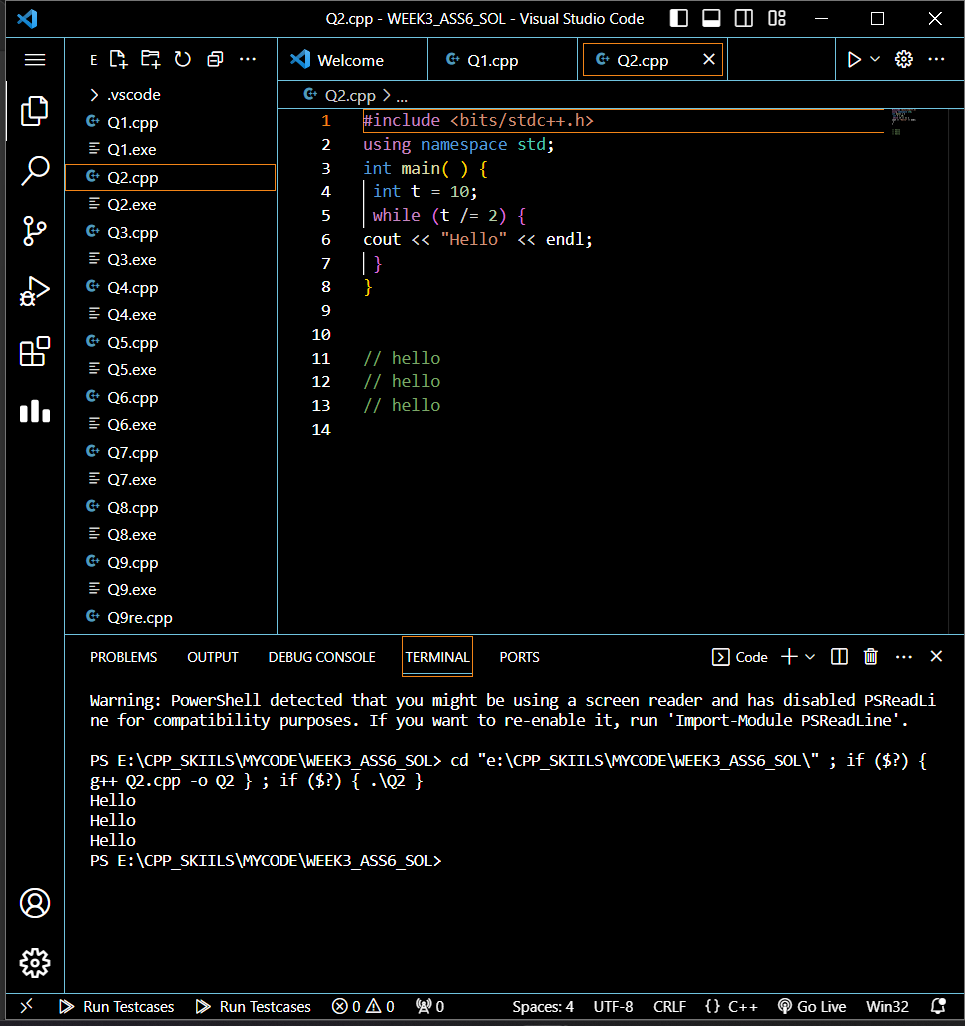 Q2.cpp - WEEK3_ASS6_SOL - Visual Studio Code
E
.vscode
Q1.cpp
Q1.exe
Q2.cpp
Q2.exe
Q3.cpp
Q3.exe
Q4.cpp
Q4.exe
Q5.cpp
Q5.exe
Q6.cpp
Q6.exe
Q7.cpp
Q7.exe
Q8.cpp
Q8.exe
Q9.cpp
Q9.exe
Q9re.cpp
Welcome Q1.cpp Q2.cpp
Q2.cpp > ...
1 #include <bits/stdc++.h>
2 using namespace std;
3 int main( ) {
4 int t = 10;
5 while (t /= 2) {
6 cout << "Hello" << endl;
7 }
8 }
9
10
11 // hello
12 // hello
13 // hello
14
PROBLEMS OUTPUT DEBUG CONSOLE TERMINAL PORTS Code
Warning: PowerShell detected that you might be using a screen reader and has disabled PSReadLi
ne for compatibility purposes. If you want to re-enable it, run 'Import-Module PSReadLine'.
PS E:\CPP_SKIILS\MYCODE\WEEK3_ASS6_SOL> cd "e:\CPP_SKIILS\MYCODE\WEEK3_ASS6_SOL\" ; if ($?) {
g++ Q2.cpp -o Q2 } ; if ($?) { .\Q2 }
Hello
Hello
Hello
PS E:\CPP_SKIILS\MYCODE\WEEK3_ASS6_SOL>
Run Testcases Run Testcases 0 0 0 Spaces: 4 UTF-8 CRLF {} C++ Go Live Win32